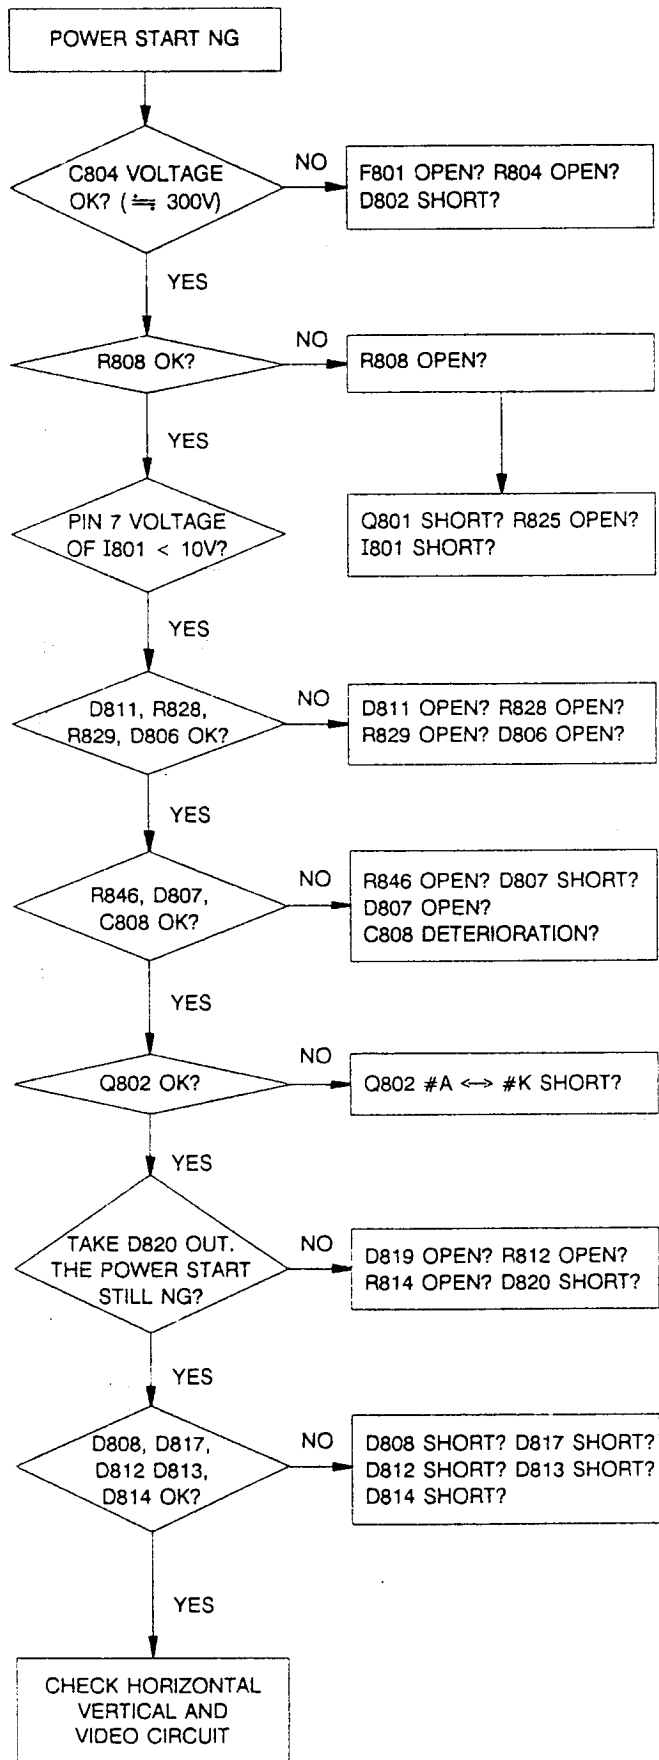 POWER START NG
C804 VOLTAGE
OK? (≒ 300V)
NO
F801 OPEN? R804 OPEN?
D802 SHORT?
YES
R808 OK?
NO
R808 OPEN?
YES
PIN 7 VOLTAGE
OF I801 < 10V?
Q801 SHORT? R825 OPEN?
I801 SHORT?
YES
D811, R828,
R829, D806 OK?
NO
D811 OPEN? R828 OPEN?
R829 OPEN? D806 OPEN?
YES
R846, D807,
C808 OK?
NO
R846 OPEN? D807 SHORT?
D807 OPEN?
C808 DETERIORATION?
YES
Q802 OK?
NO
Q802 #A <-> #K SHORT?
YES
TAKE D820 OUT.
THE POWER START
STILL NG?
NO
D819 OPEN? R812 OPEN?
R814 OPEN? D820 SHORT?
YES
D808, D817,
D812 D813,
D814 OK?
NO
D808 SHORT? D817 SHORT?
D812 SHORT? D813 SHORT?
D814 SHORT?
YES
CHECK HORIZONTAL
VERTICAL AND
VIDEO CIRCUIT